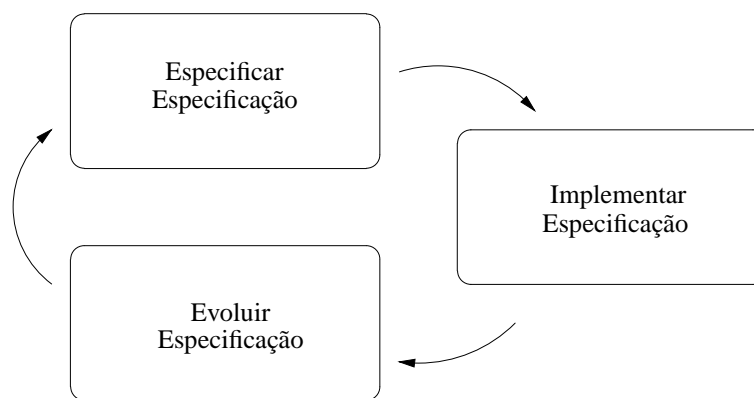 Especificar
Especificação
Implementar
Especificação
Evoluir
Especificação